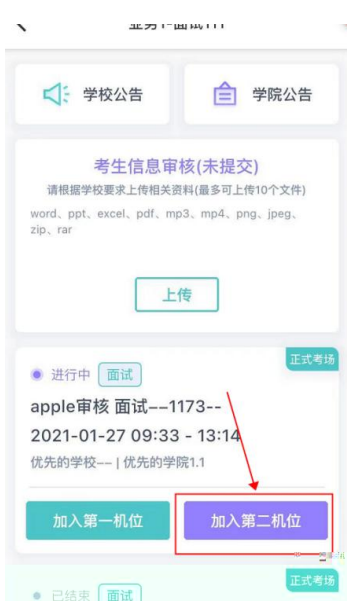 学校公告
学院公告
考生信息审核(未提交)
请根据学校要求上传相关资料(最多可上传10个文件)
word、ppt、excel、pdf、mp3、mp4、png、jpeg、
zip、rar
上传
正式考场
进行中 面试
apple审核 面试--1173--
2021-01-27 09:33 - 13:14
优先的学校-- | 优先的学院1.1
加入第一机位 加入第二机位
正式考场
已结束 面试